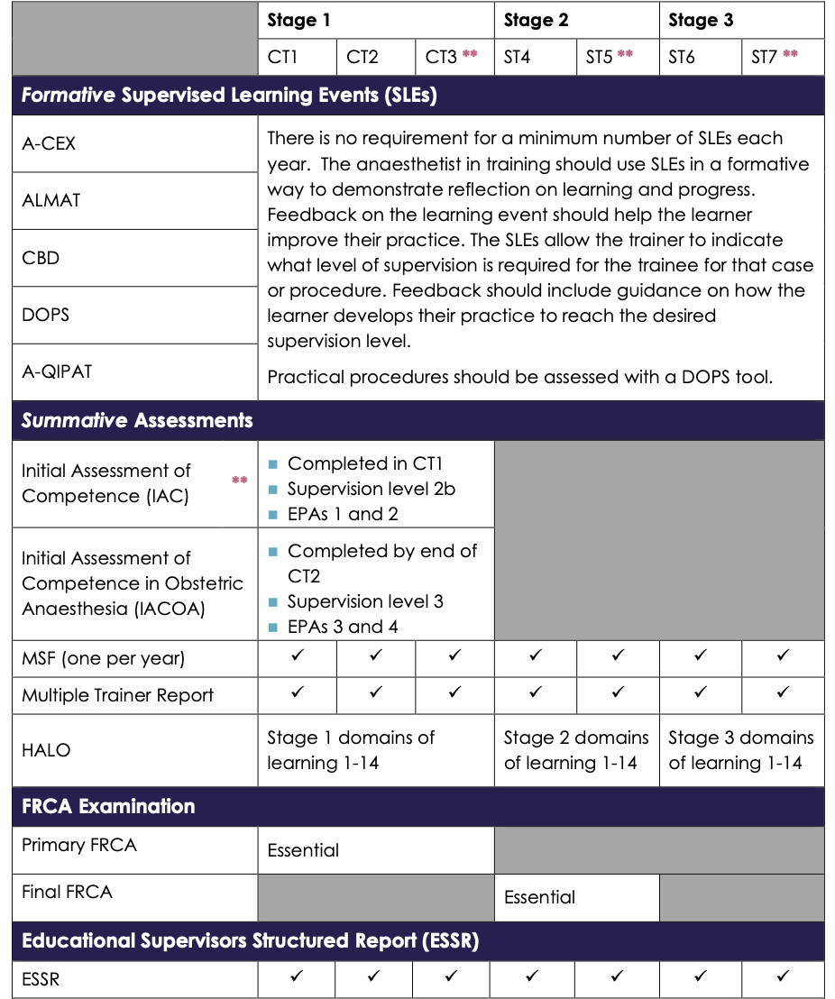 Stage 1 Stage 2 Stage 3
CT1 CT2 CT3 ** ST4 ST5 ** ST6 ST7 **
Formative Supervised Learning Events (SLEs)
A-CEX
ALMAT
CBD
DOPS
A-QIPAT
There is no requirement for a minimum number of SLEs each
year. The anaesthetist in training should use SLEs in a formative
way to demonstrate reflection on learning and progress.
Feedback on the learning event should help the learner
improve their practice. The SLEs allow the trainer to indicate
what level of supervision is required for the trainee for that case
or procedure. Feedback should include guidance on how the
learner develops their practice to reach the desired
supervision level.
Practical procedures should be assessed with a DOPS tool.
Summative Assessments
Initial Assessment of
Competence (IAC) **
■ Completed in CT1
■ Supervision level 2b
■ EPAs 1 and 2
Initial Assessment of
Competence in Obstetric
Anaesthesia (IACOA)
■ Completed by end of
CT2
■ Supervision level 3
■ EPAs 3 and 4
MSF (one per year) ✓ ✓ ✓ ✓ ✓ ✓ ✓
Multiple Trainer Report ✓ ✓ ✓ ✓ ✓ ✓ ✓
HALO
Stage 1 domains of
learning 1-14
Stage 2 domains
of learning 1-14
Stage 3 domains
of learning 1-14
FRCA Examination
Primary FRCA Essential
Final FRCA Essential
Educational Supervisors Structured Report (ESSR)
ESSR ✓ ✓ ✓ ✓ ✓ ✓ ✓